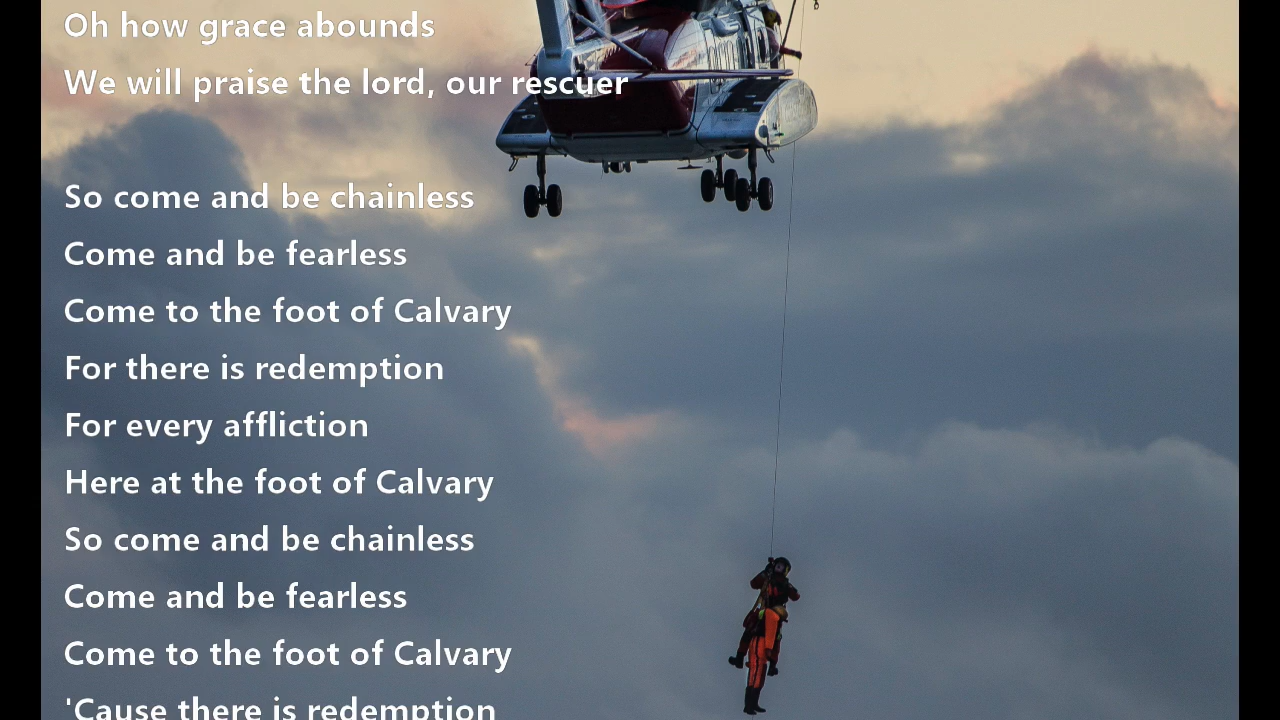 Oh how grace abounds
We will praise the lord, our rescuer
So come and be chainless
Come and be fearless
Come to the foot of Calvary
For there is redemption
For every affliction
Here at the foot of Calvary
So come and be chainless
Come and be fearless
Come to the foot of Calvary
'Cause there is redemption